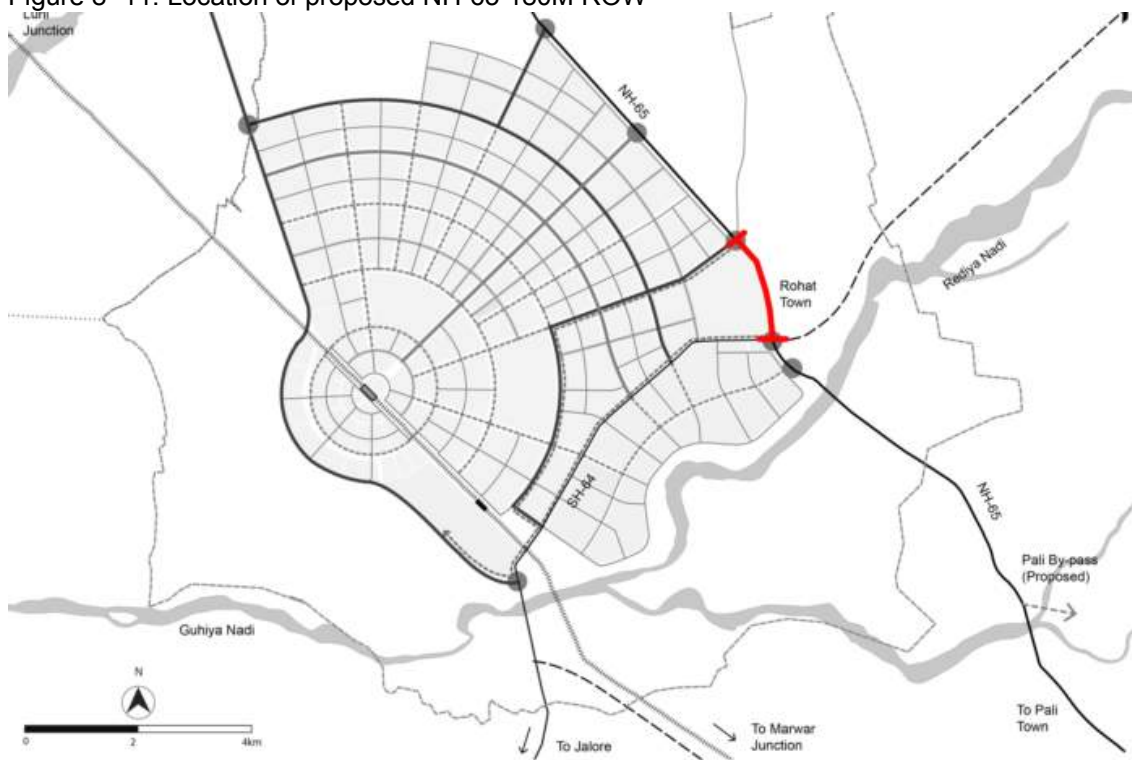 Luni
Junction
NH-65
Rohat
Town
Rediya Nadi
SH-64
NH-65
Pali By-pass
(Proposed)
Guhiya Nadi
N
0
2
4km
To Jalore
To Marwar
Junction
To Pali
Town